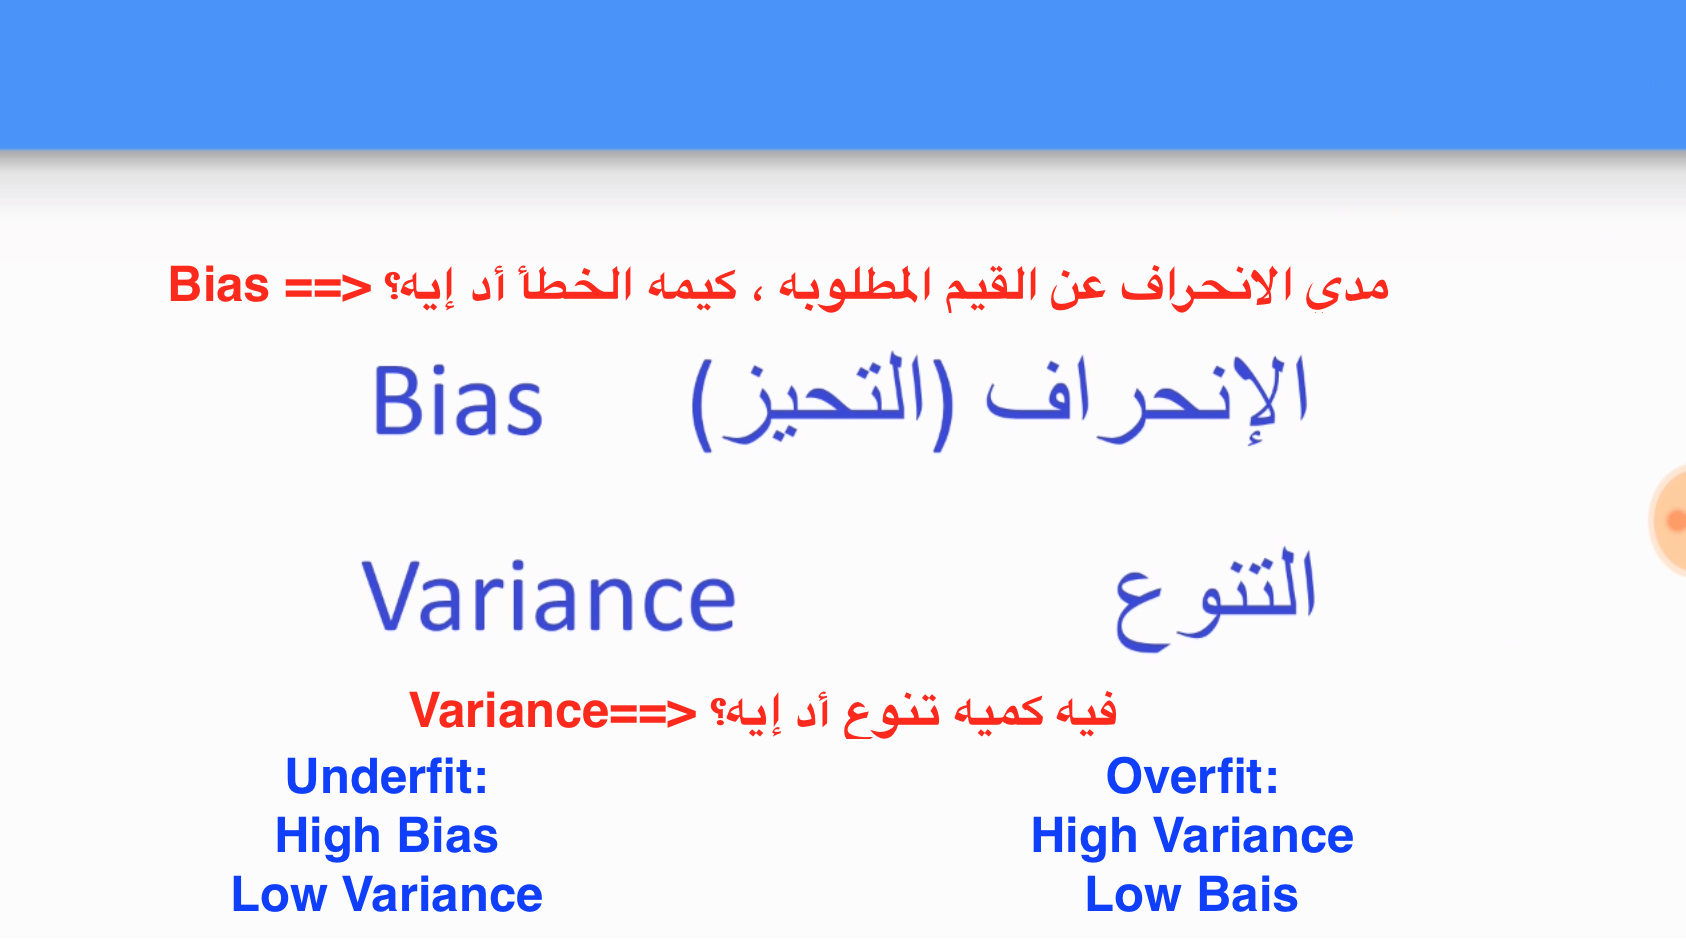 Bias ==> مدي الانحراف عن القيم المطلوبه ، كيمه الخطأ أد إيه؟
Bias الإنحراف (التحيز)
Variance التنوع
Variance==> فيه كميه تنوع أد إيه؟
Underfit:
High Bias
Low Variance
Overfit:
High Variance
Low Bais